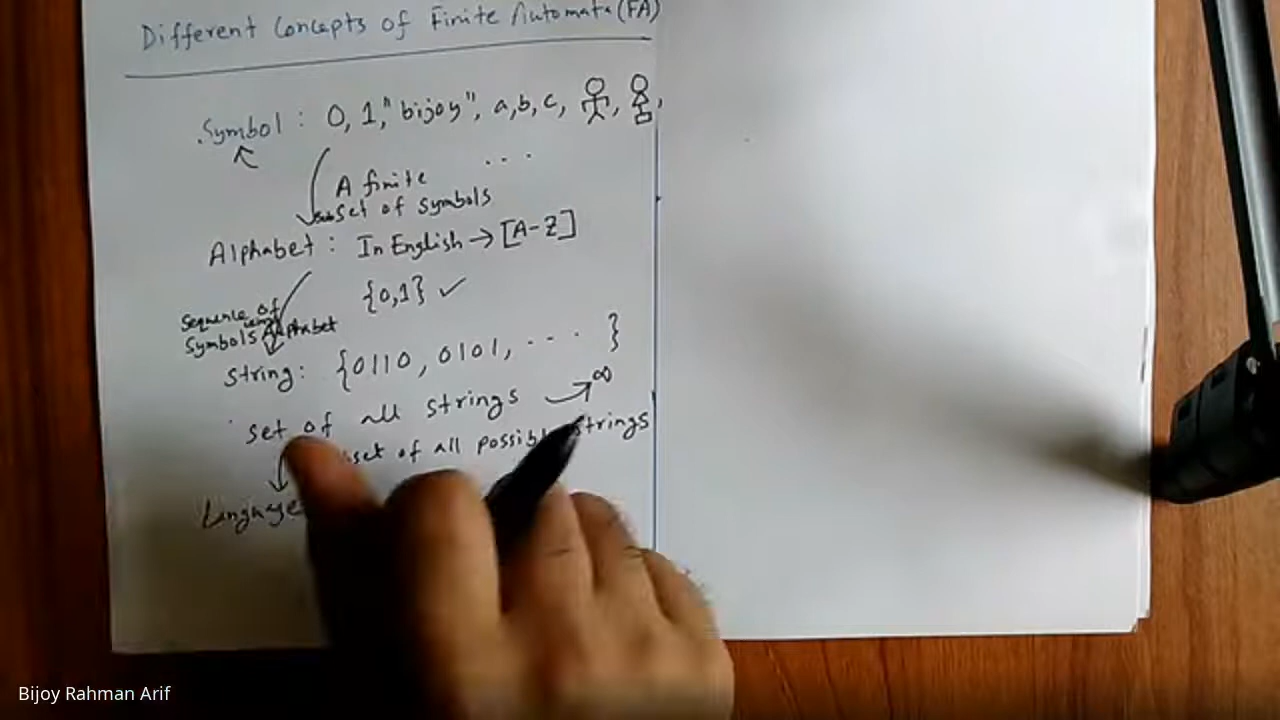 Different Concepts of Finite Automata (FA)
Symbol : 0, 1, "bijoy", a, b, c, , ,
. . .
A finite
subset of symbols
Alphabet : In English → [A-Z]
{0,1} ✓
Sequence of
symbols Alphabet
String: {0110, 0101, . . . }
set of all strings → ∞
set of all possible strings
Language
Bijoy Rahman Arif